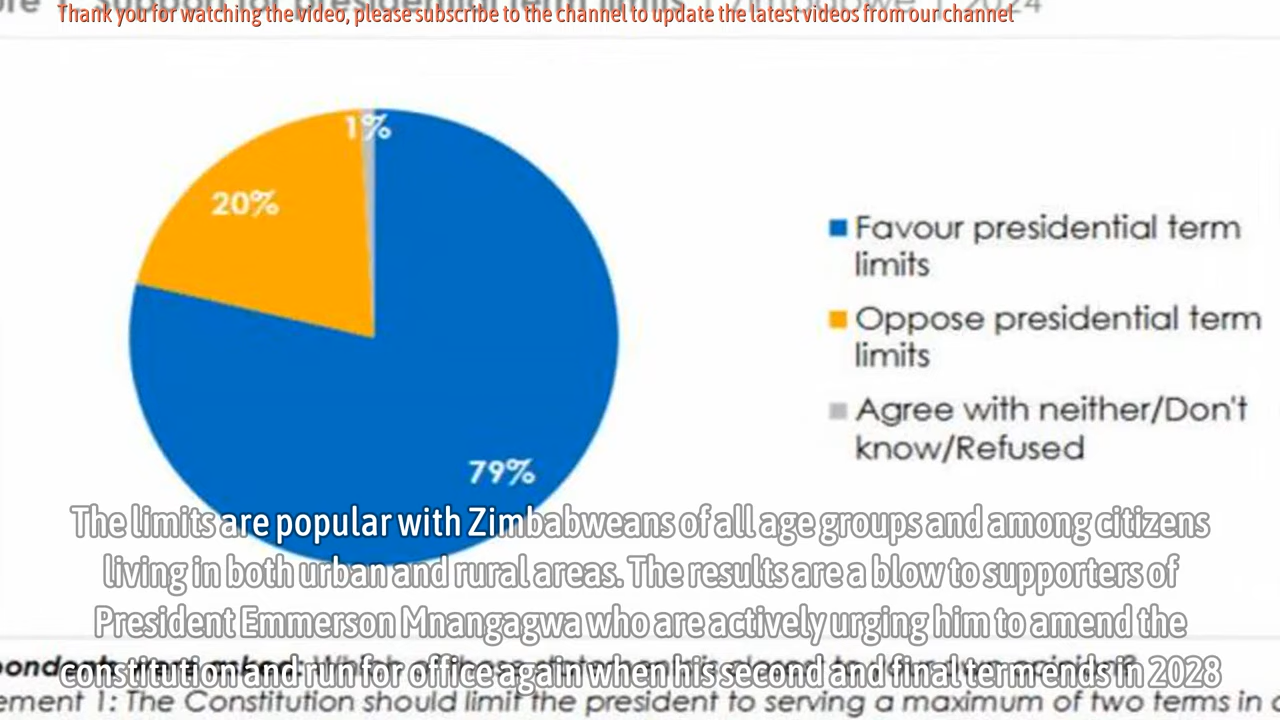 Thank you for watching the video, please subscribe to the channel to update the latest videos from our channel
1%
20%
79%
Favour presidential term
limits
Oppose presidential term
limits
Agree with neither/Don't
know/Refused
The limits are popular with Zimbabweans of all age groups and among citizens
living in both urban and rural areas. The results are a blow to supporters of
President Emmerson Mnangagwa who are actively urging him to amend the
constitution and run for office again when his second and final term ends in 2028
ement 1: The Constitution should limit the president to serving a maximum of two terms in